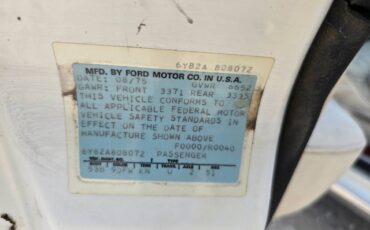 6Y82A 808072
MFD. BY FORD MOTOR CO. IN U.S.A.
DATE: 08/75 GVWR 6652
GAWR: FRONT 3371 REAR 3335
THIS VEHICLE CONFORMS TO
ALL APPLICABLE FEDERAL MOTOR
VEHICLE SAFETY STANDARDS IN
EFFECT ON THE DATE OF
MANUFACTURE SHOWN ABOVE
F0000/R0040
6Y82A808072 PASSENGER
TYPE